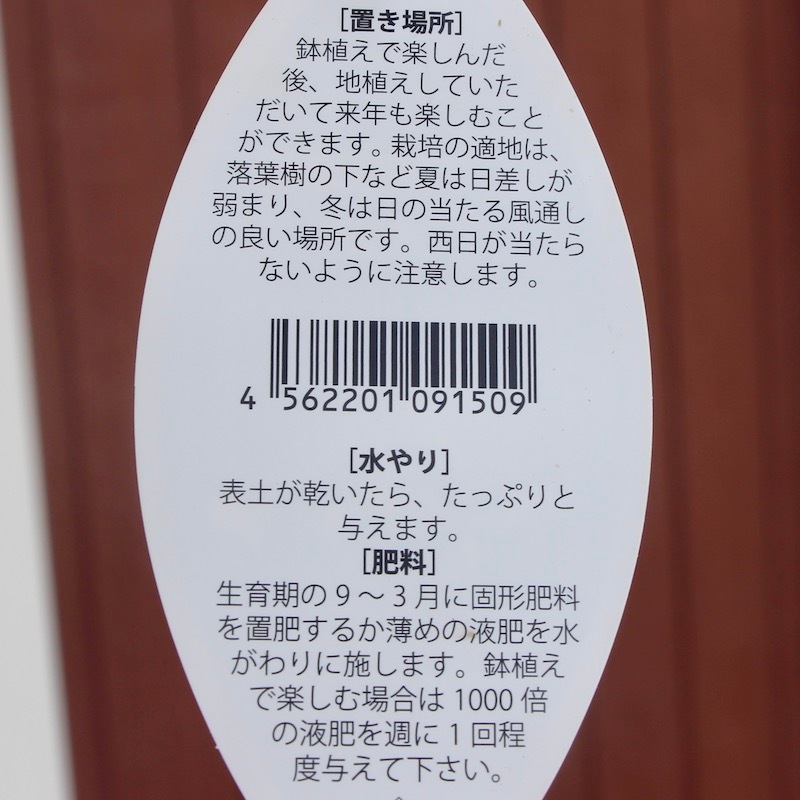 [置き場所]
鉢植えで楽しんだ
後、地植えしていた
だいて来年も楽しむこと
ができます。栽培の適地は、
落葉樹の下など夏は日差しが
弱まり、冬は日の当たる風通し
の良い場所です。西日が当たら
ないように注意します。
4 562201 091509
[水やり]
表土が乾いたら、たっぷりと
与えます。
[肥料]
生育期の9～3月に固形肥料
を置肥するか薄めの液肥を水
がわりに施します。鉢植え
で楽しむ場合は1000倍
の液肥を週に1回程
度与えて下さい。